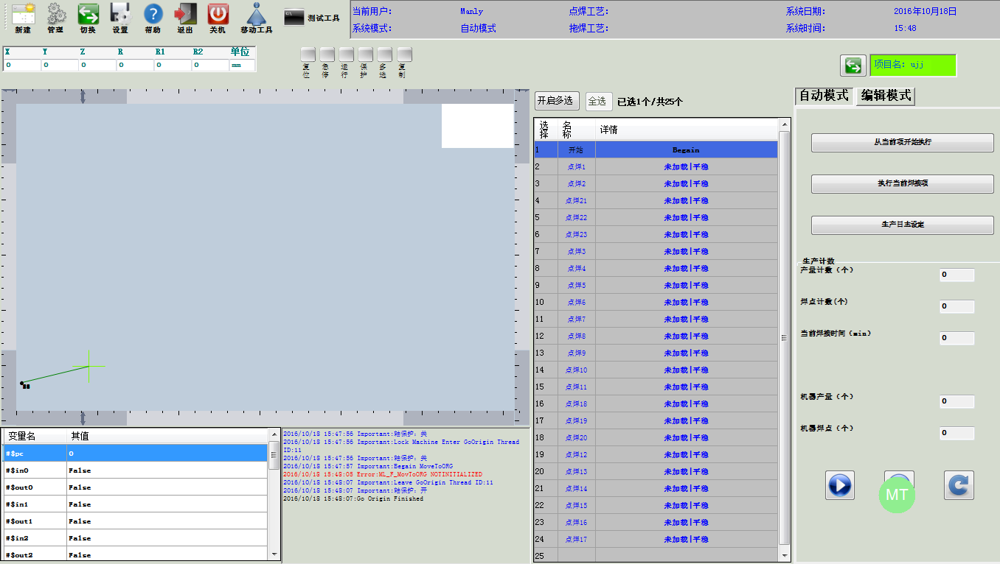 新建 管理 切换 设置 帮助 退出 关机 移动工具 测试工具
当前用户: Manly 点焊工艺: 系统日期: 2016年10月18日
系统模式: 自动模式 拖焊工艺: 系统时间: 15:48
X Y Z R R1 R2 单位
0 0 0 0 0 0 mm
复位 急停 运行 保护 多选 复制
项目名: ujj
开启多选 全选 已选1个/共25个
自动模式 编辑模式
选择 名称 详情
1 开始 Begain
2 点焊1 未加载|平稳
3 点焊2 未加载|平稳
4 点焊21 未加载|平稳
5 点焊22 未加载|平稳
6 点焊23 未加载|平稳
7 点焊3 未加载|平稳
8 点焊4 未加载|平稳
9 点焊5 未加载|平稳
10 点焊6 未加载|平稳
11 点焊7 未加载|平稳
12 点焊8 未加载|平稳
13 点焊9 未加载|平稳
14 点焊10 未加载|平稳
15 点焊11 未加载|平稳
16 点焊18 未加载|平稳
17 点焊19 未加载|平稳
18 点焊20 未加载|平稳
19 点焊12 未加载|平稳
20 点焊13 未加载|平稳
21 点焊14 未加载|平稳
22 点焊15 未加载|平稳
23 点焊16 未加载|平稳
24 点焊17 未加载|平稳
25
从当前项开始执行
执行当前焊接项
生产日志设定
生产计数
产量计数(个) 0
焊点计数(个) 0
当前焊接时间(min) 0
机器产量(个) 0
机器焊点(个) 0
MT
变量名 其值
#$pc 0
#$in0 False
#$out0 False
#$in1 False
#$out1 False
#$in2 False
#$out2 False
2016/10/18 15:47:56 Important:轴保护: 关
2016/10/18 15:47:56 Important:Lock Machine Enter GoOrigin Thread
ID:11
2016/10/18 15:47:56 Important:轴保护: 关
2016/10/18 15:47:57 Important:Begain MoveToORG
2016/10/18 15:48:05 Error:ML_F_MovToORG NOTINITIALIZED
2016/10/18 15:48:07 Important:Leave GoOrigin Thread ID:11
2016/10/18 15:48:07 Important:轴保护: 开
2016/10/18 15:48:07:Go Origin Finished